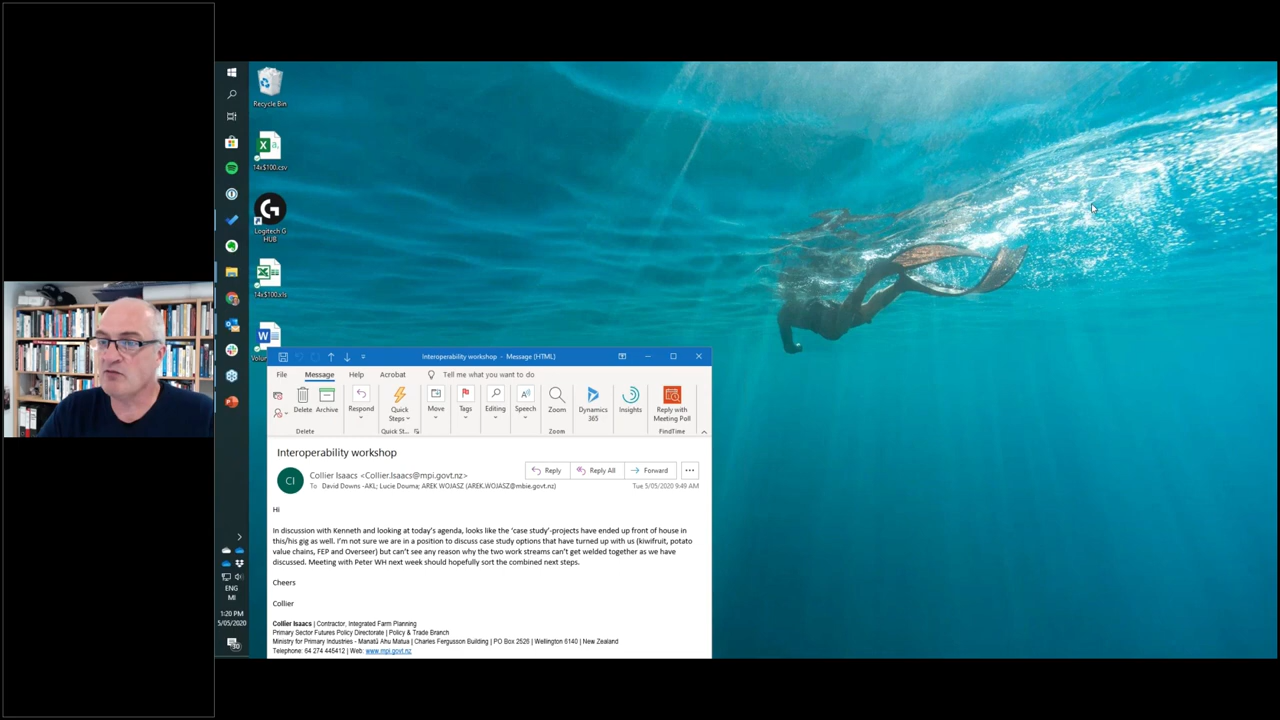 Recycle Bin
14x$100.csv
Logitech G
HUB
14x$100.xls
ENG
MI
1:20 PM
5/05/2020
Interoperability workshop - Message (HTML)
File Message Help Acrobat Tell me what you want to do
Delete Archive Respond Quick Steps Move Tags Editing Speech Zoom Dynamics 365 Insights Reply with Meeting Poll
Delete Quick St... Zoom FindTime
Interoperability workshop
Reply Reply All Forward
CI
Collier Isaacs <Collier.Isaacs@mpi.govt.nz>
To David Downs -AKL; Lucie Douma; AREK WOJASZ (AREK.WOJASZ@mbie.govt.nz)
Tue 5/05/2020 9:49 AM
Hi
In discussion with Kenneth and looking at today's agenda, looks like the 'case study'-projects have ended up front of house in
this/his gig as well. I'm not sure we are in a position to discuss case study options that have turned up with us (kiwifruit, potato
value chains, FEP and Overseer) but can't see any reason why the two work streams can't get welded together as we have
discussed. Meeting with Peter WH next week should hopefully sort the combined next steps.
Cheers
Collier
Collier Isaacs | Contractor, Integrated Farm Planning
Primary Sector Futures Policy Directorate | Policy & Trade Branch
Ministry for Primary Industries - Manatū Ahu Matua | Charles Fergusson Building | PO Box 2526 | Wellington 6140 | New Zealand
Telephone: 64 274 445412 | Web: www.mpi.govt.nz